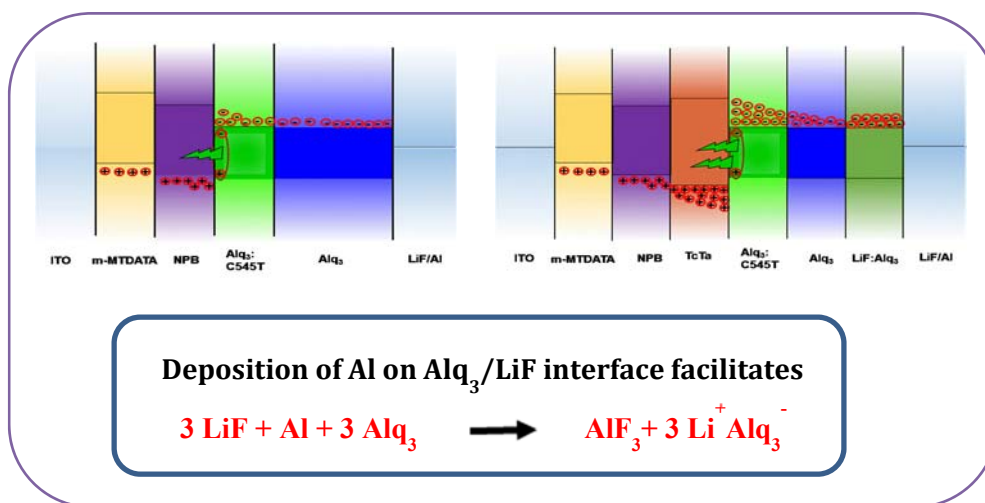 ITO m-MTDATA NPB Alq₃: C545T Alq₃ LiF/Al
ITO m-MTDATA NPB TcTa Alq₃: C545T Alq₃ LiF:Alq₃ LiF/Al
Deposition of Al on Alq₃/LiF interface facilitates
3 LiF + Al + 3 Alq₃ → AlF₃ + 3 Li⁺Alq₃⁻